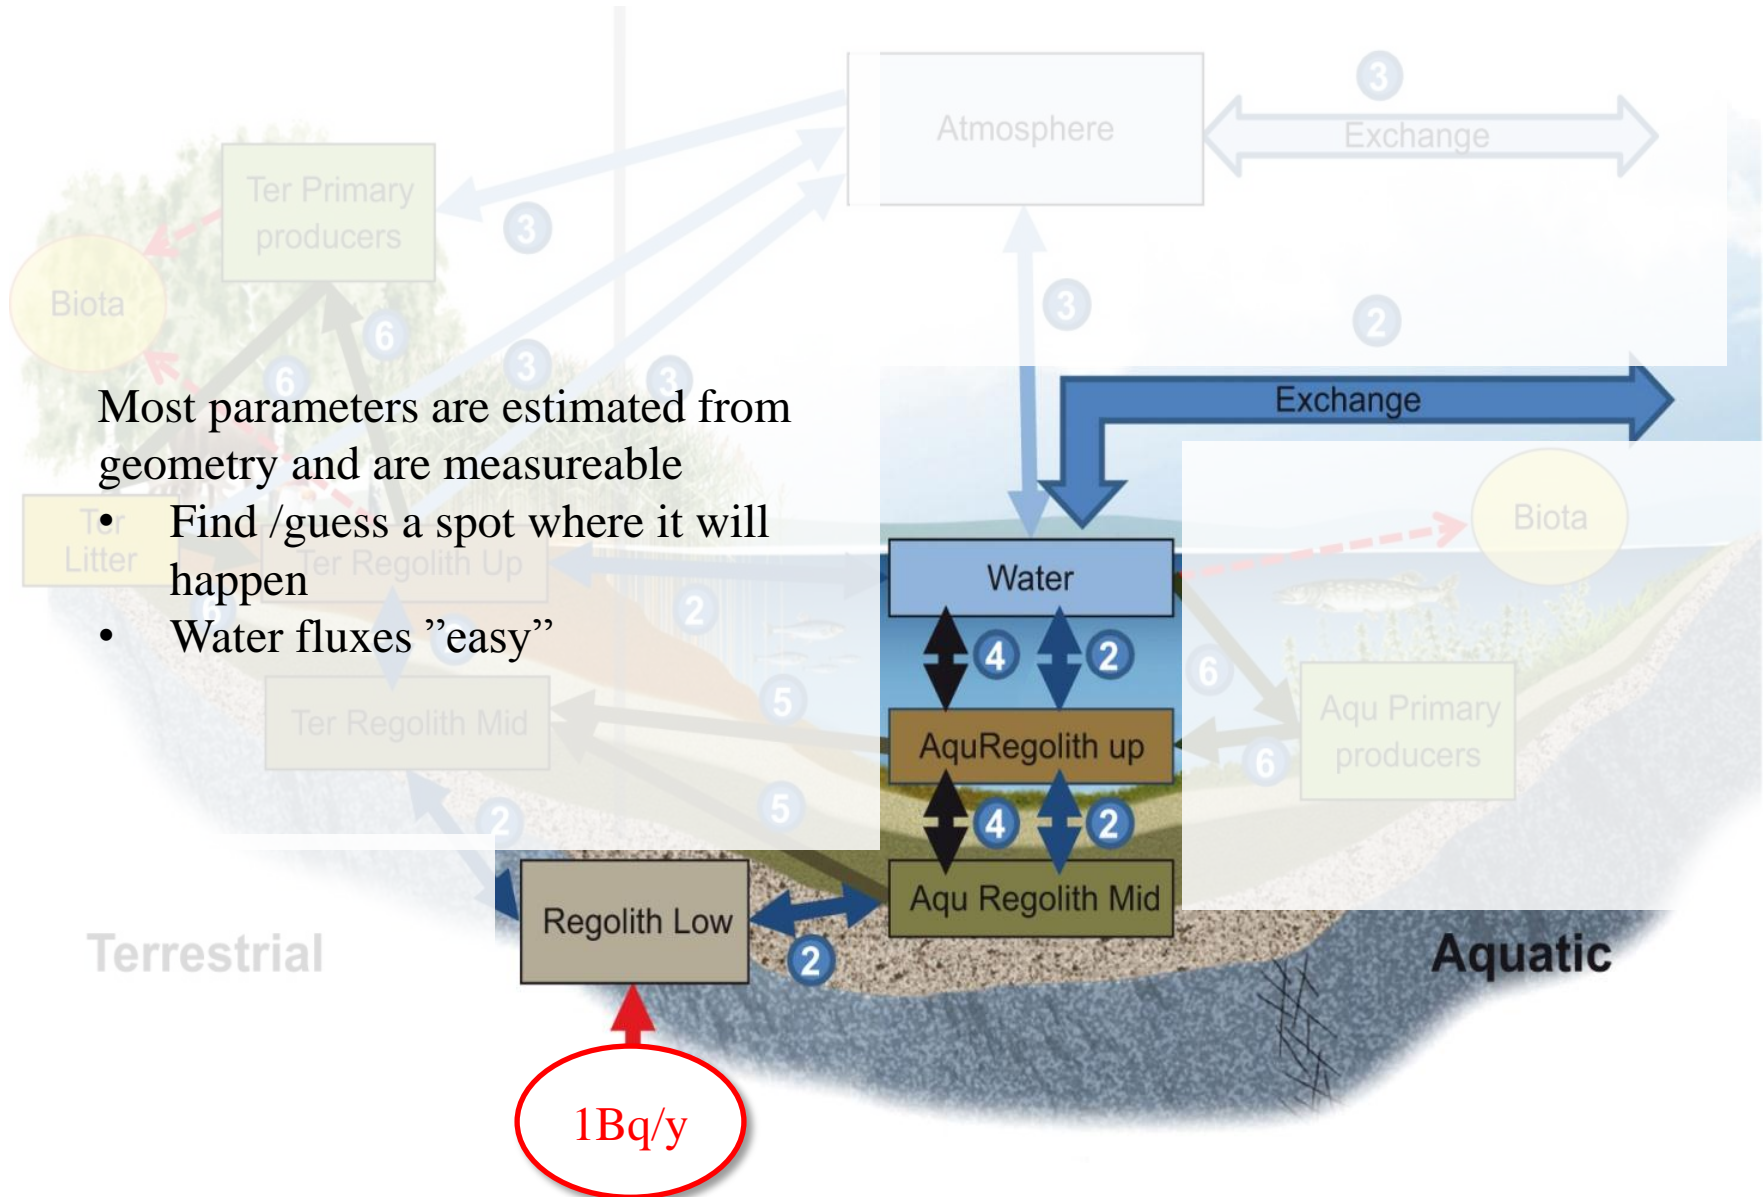 3
Atmosphere
Exchange
Ter Primary
producers
3
Biota
3
2
6
6
3
3
Exchange
Most parameters are estimated from
geometry and are measureable
• Find /guess a spot where it will
happen
• Water fluxes ”easy”
Ter
Litter
Ter Regolith Up
Biota
Water
6
2
4
2
6
Ter Regolith Mid
5
AquRegolith up
Aqu Primary
producers
6
2
5
4
2
Regolith Low
Aqu Regolith Mid
2
Terrestrial
Aquatic
1Bq/y